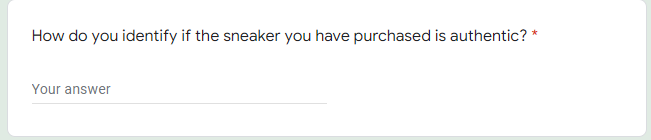 How do you identify if the sneaker you have purchased is authentic? *
Your answer